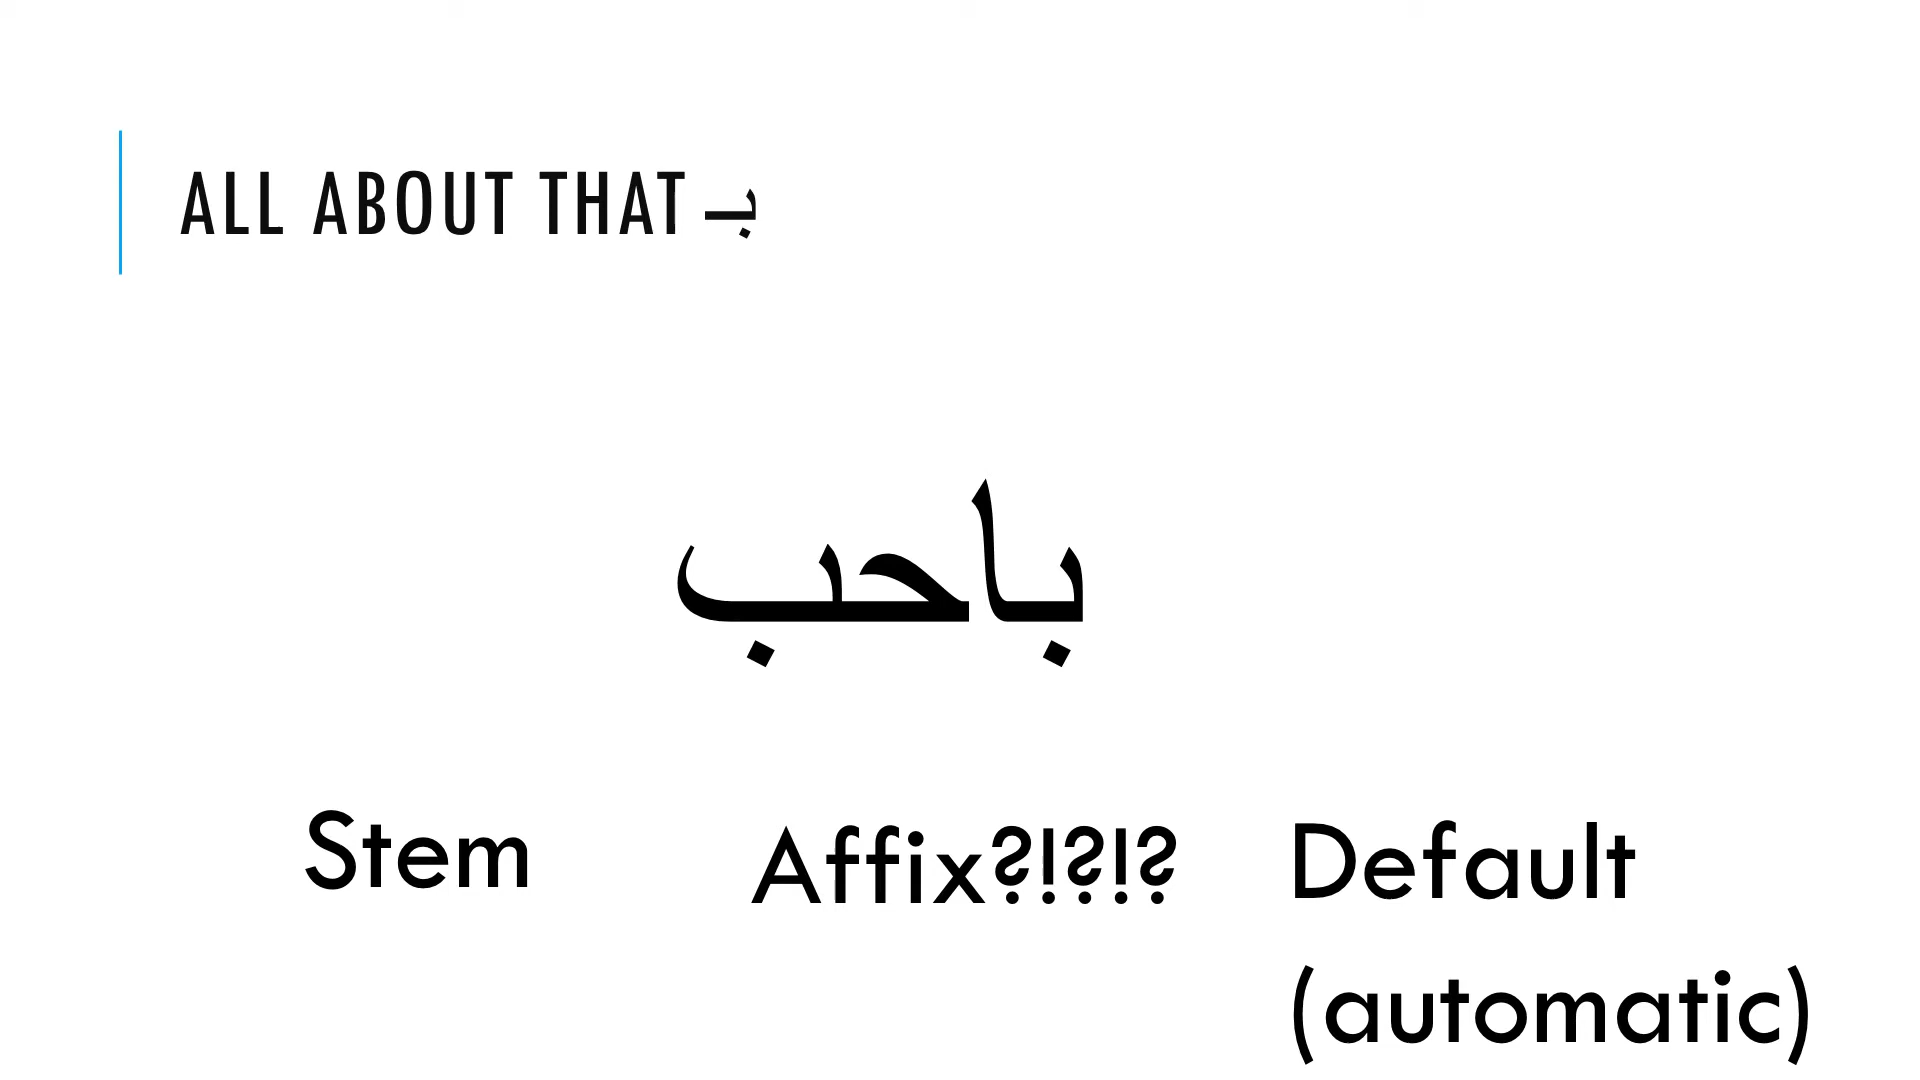 ALL ABOUT THAT بـ
باحب
Stem
Affix?!?!?
Default
(automatic)